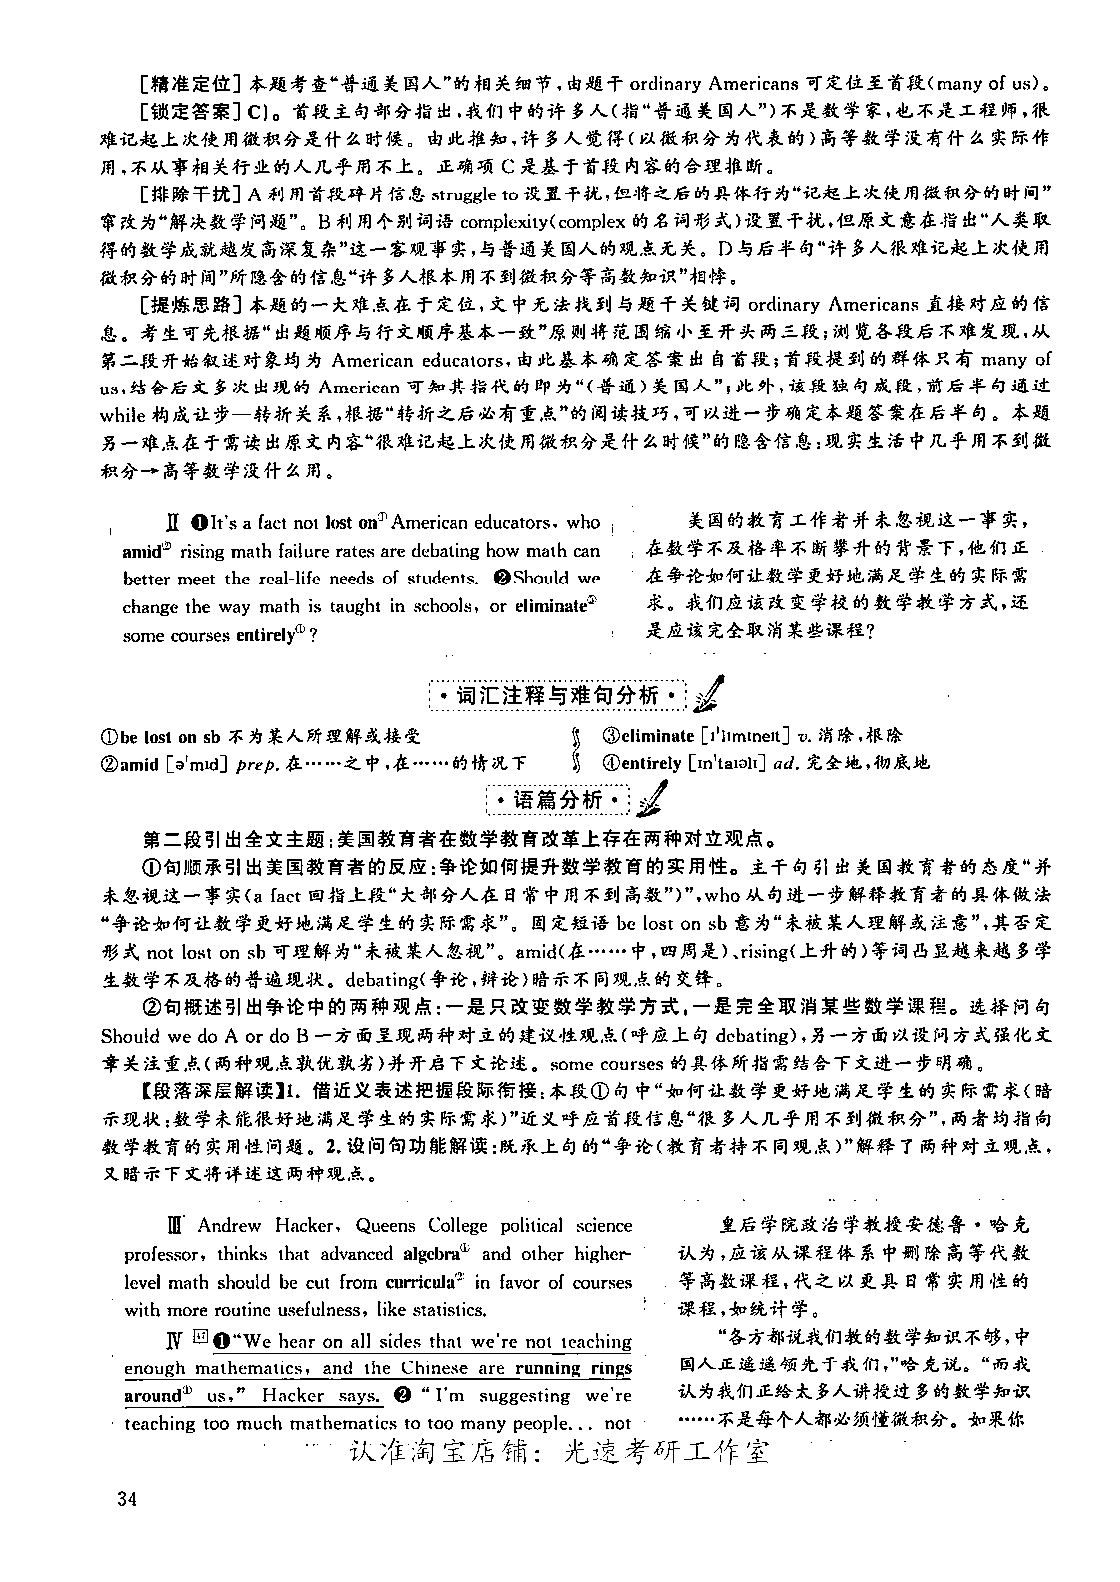 [精准定位]本题考查“普通美国人”的相关细节,由题干 ordinary Americans 可定位至首段(many of us)。
[锁定答案]C)。首段主句部分指出,我们中的许多人(指“普通美国人”)不是数学家,也不是工程师,很
难记起上次使用微积分是什么时候。由此推知,许多人觉得(以微积分为代表的)高等数学没有什么实际作
用,不从事相关行业的人几乎用不上。正确项 C 是基于首段内容的合理推断。
[排除干扰]A 利用首段碎片信息 struggle to 设置干扰,但将之后的具体行为“记起上次使用微积分的时间”
窜改为“解决数学问题”。B 利用个别词语 complexity(complex 的名词形式)设置干扰,但原文意在指出“人类取
得的数学成就越发高深复杂”这一客观事实,与普通美国人的观点无关。D 与后半句“许多人很难记起上次使用
微积分的时间”所隐含的信息“许多人根本用不到微积分等高数知识”相悖。
[提炼思路]本题的一大难点在于定位,文中无法找到与题干关键词 ordinary Americans 直接对应的信
息。考生可先根据“出题顺序与行文顺序基本一致”原则将范围缩小至开头两三段;浏览各段后不难发现,从
第二段开始叙述对象均为 American educators,由此基本确定答案出自首段;首段提到的群体只有 many of
us,结合后文多次出现的 American 可知其指代的即为“(普通)美国人”;此外,该段独句成段,前后半句通过
while 构成让步—转折关系,根据“转折之后必有重点”的阅读技巧,可以进一步确定本题答案在后半句。本题
另一难点在于需读出原文内容“很难记起上次使用微积分是什么时候”的隐含信息:现实生活中几乎用不到微
积分→高等数学没什么用。
Ⅱ ❶It's a fact not lost on① American educators, who
amid② rising math failure rates are debating how math can
better meet the real-life needs of students. ❷Should we
change the way math is taught in schools, or eliminate③
some courses entirely④?
美国的教育工作者并未忽视这一事实,
在数学不及格率不断攀升的背景下,他们正
在争论如何让数学更好地满足学生的实际需
求。我们应该改变学校的数学教学方式,还
是应该完全取消某些课程?
·词汇注释与难句分析·
①be lost on sb 不为某人所理解或接受
②amid [ə'mɪd] prep. 在……之中,在……的情况下
③eliminate [ɪ'lɪmɪneɪt] v. 消除,根除
④entirely [ɪn'taɪəlɪ] ad. 完全地,彻底地
·语篇分析·
第二段引出全文主题:美国教育者在数学教育改革上存在两种对立观点。
①句顺承引出美国教育者的反应:争论如何提升数学教育的实用性。主干句引出美国教育者的态度“并
未忽视这一事实(a fact 回指上段“大部分人在日常中用不到高数”)”,who 从句进一步解释教育者的具体做法
“争论如何让数学更好地满足学生的实际需求”。固定短语 be lost on sb 意为“未被某人理解或注意”,其否定
形式 not lost on sb 可理解为“未被某人忽视”。amid(在……中,四周是)、rising(上升的)等词凸显越来越多学
生数学不及格的普遍现状。debating(争论,辩论)暗示不同观点的交锋。
②句概述引出争论中的两种观点:一是只改变数学教学方式,一是完全取消某些数学课程。选择问句
Should we do A or do B 一方面呈现两种对立的建议性观点(呼应上句 debating),另一方面以设问方式强化文
章关注重点(两种观点孰优孰劣)并开启下文论述。some courses 的具体所指需结合下文进一步明确。
【段落深层解读】1. 借近义表述把握段际衔接:本段①句中“如何让数学更好地满足学生的实际需求(暗
示现状:数学未能很好地满足学生的实际需求)”近义呼应首段信息“很多人几乎用不到微积分”,两者均指向
数学教育的实用性问题。2. 设问句功能解读:既承上句的“争论(教育者持不同观点)”解释了两种对立观点,
又暗示下文将详述这两种观点。
Ⅲ Andrew Hacker, Queens College political science
professor, thinks that advanced algebra① and other higher-
level math should be cut from curricula② in favor of courses
with more routine usefulness, like statistics.
皇后学院政治学教授安德鲁·哈克
认为,应该从课程体系中删除高等代数
等高数课程,代之以更具日常实用性的
课程,如统计学。
Ⅳ ❶“We hear on all sides that we're not teaching
enough mathematics, and the Chinese are running rings
around① us,” Hacker says. ❷ “I'm suggesting we're
teaching too much mathematics to too many people... not
“各方都说我们教的数学知识不够,中
国人正遥遥领先于我们,”哈克说。“而我
认为我们正给太多人讲授过多的数学知识
……不是每个人都必须懂微积分。如果你
认准淘宝店铺: 光速考研工作室
34